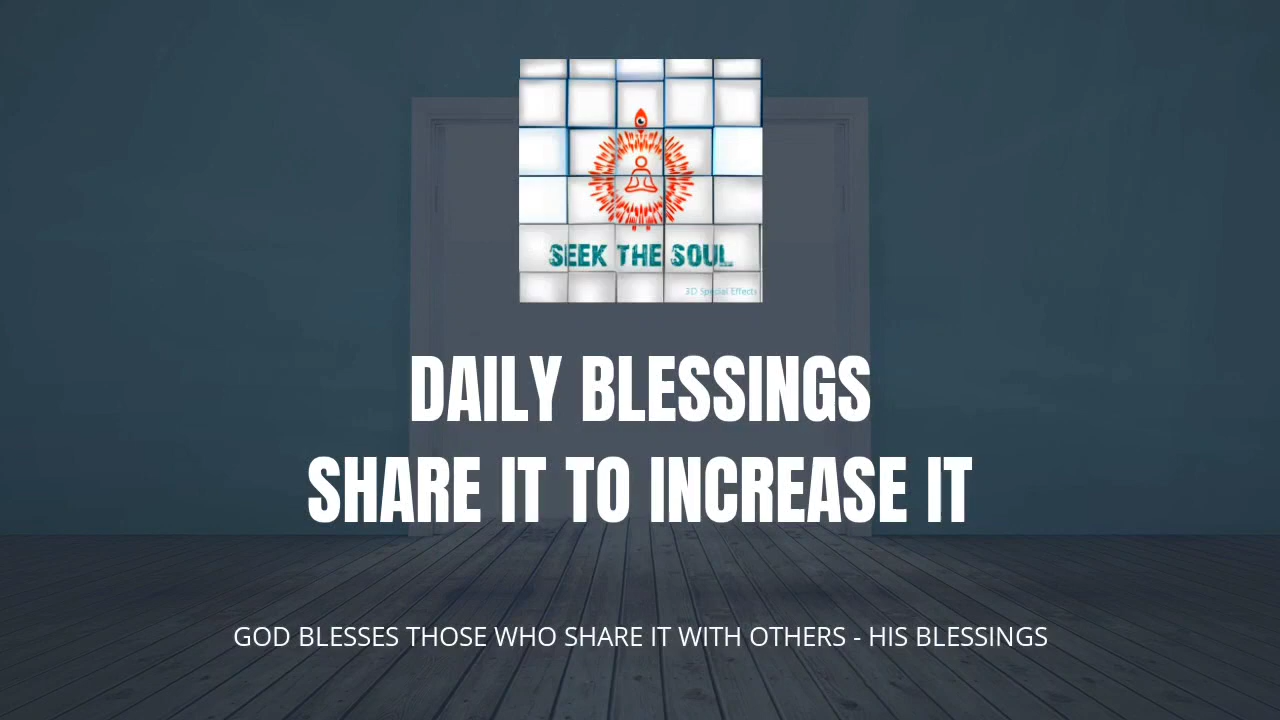 SEEK THE SOUL
3D Special Effects
DAILY BLESSINGS
SHARE IT TO INCREASE IT
GOD BLESSES THOSE WHO SHARE IT WITH OTHERS - HIS BLESSINGS